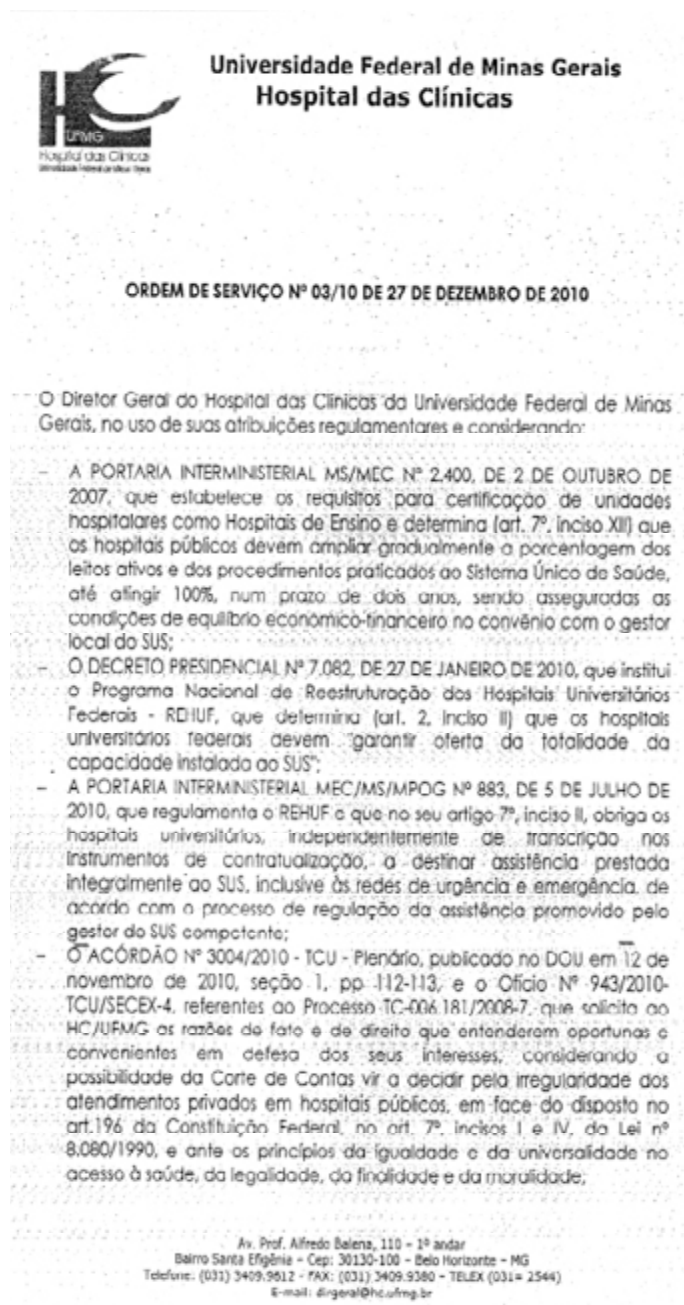 Universidade Federal de Minas Gerais
Hospital das Clínicas
UFMG
Hospital das Clínicas
ORDEM DE SERVIÇO Nº 03/10 DE 27 DE DEZEMBRO DE 2010
O Diretor Geral do Hospital das Clínicas da Universidade Federal de Minas
Gerais, no uso de suas atribuições regulamentares e considerando:
– A PORTARIA INTERMINISTERIAL MS/MEC Nº 2.400, DE 2 DE OUTUBRO DE
2007, que estabelece os requisitos para certificação de unidades
hospitalares como Hospitais de Ensino e determina (art. 7º, inciso XII) que
os hospitais públicos devem ampliar gradualmente a porcentagem dos
leitos ativos e dos procedimentos praticados ao Sistema Único de Saúde,
até atingir 100%, num prazo de dois anos, sendo asseguradas as
condições de equilíbrio econômico-financeiro no convênio com o gestor
local do SUS;
– O DECRETO PRESIDENCIAL Nº 7.082, DE 27 DE JANEIRO DE 2010, que institui
o Programa Nacional de Reestruturação dos Hospitais Universitários
Federais - REHUF, que determina (art. 2, inciso II) que os hospitais
universitários federais devem "garantir oferta da totalidade da
capacidade instalada ao SUS";
– A PORTARIA INTERMINISTERIAL MEC/MS/MPOG Nº 883, DE 5 DE JULHO DE
2010, que regulamenta o REHUF e que no seu artigo 7º, inciso II, obriga os
hospitais univenitários, independentemente de transcrição nos
instrumentos de contratualização, a destinar assistência prestada
integralmente ao SUS, inclusive às redes de urgência e emergência, de
acordo com o processo de regulação da assistência promovido pelo
gestor do SUS competente;
– O ACÓRDÃO Nº 3004/2010 - TCU - Plenário, publicado no DOU em 12 de
novembro de 2010, seção 1, pp 112-113, e o Ofício Nº 943/2010-
TCU/SECEX-4, referentes ao Processo TC-006.181/2008-7, que solicita ao
HC/UFMG as razões de fato e de direito que entenderem oportunas e
convenientes em defesa dos seus interesses, considerando a
possibilidade da Corte de Contas vir a decidir pela irregularidade dos
atendimentos privados em hospitais públicos, em face do disposto no
art.196 da Constituição Federal, no art. 7º, incisos I e IV, da Lei nº
8.080/1990, e ante os princípios da igualdade e da universalidade no
acesso à saúde, da legalidade, da finalidade e da moralidade;
Av. Prof. Alfredo Balena, 110 – 1º andar
Bairro Santa Efigênia – Cep: 30130-100 – Belo Horizonte – MG
Telefone: (031) 3409.9612 - FAX: (031) 3409.9380 – TELEX (031= 2544)
E-mail: dirgeral@hc.ufmg.br